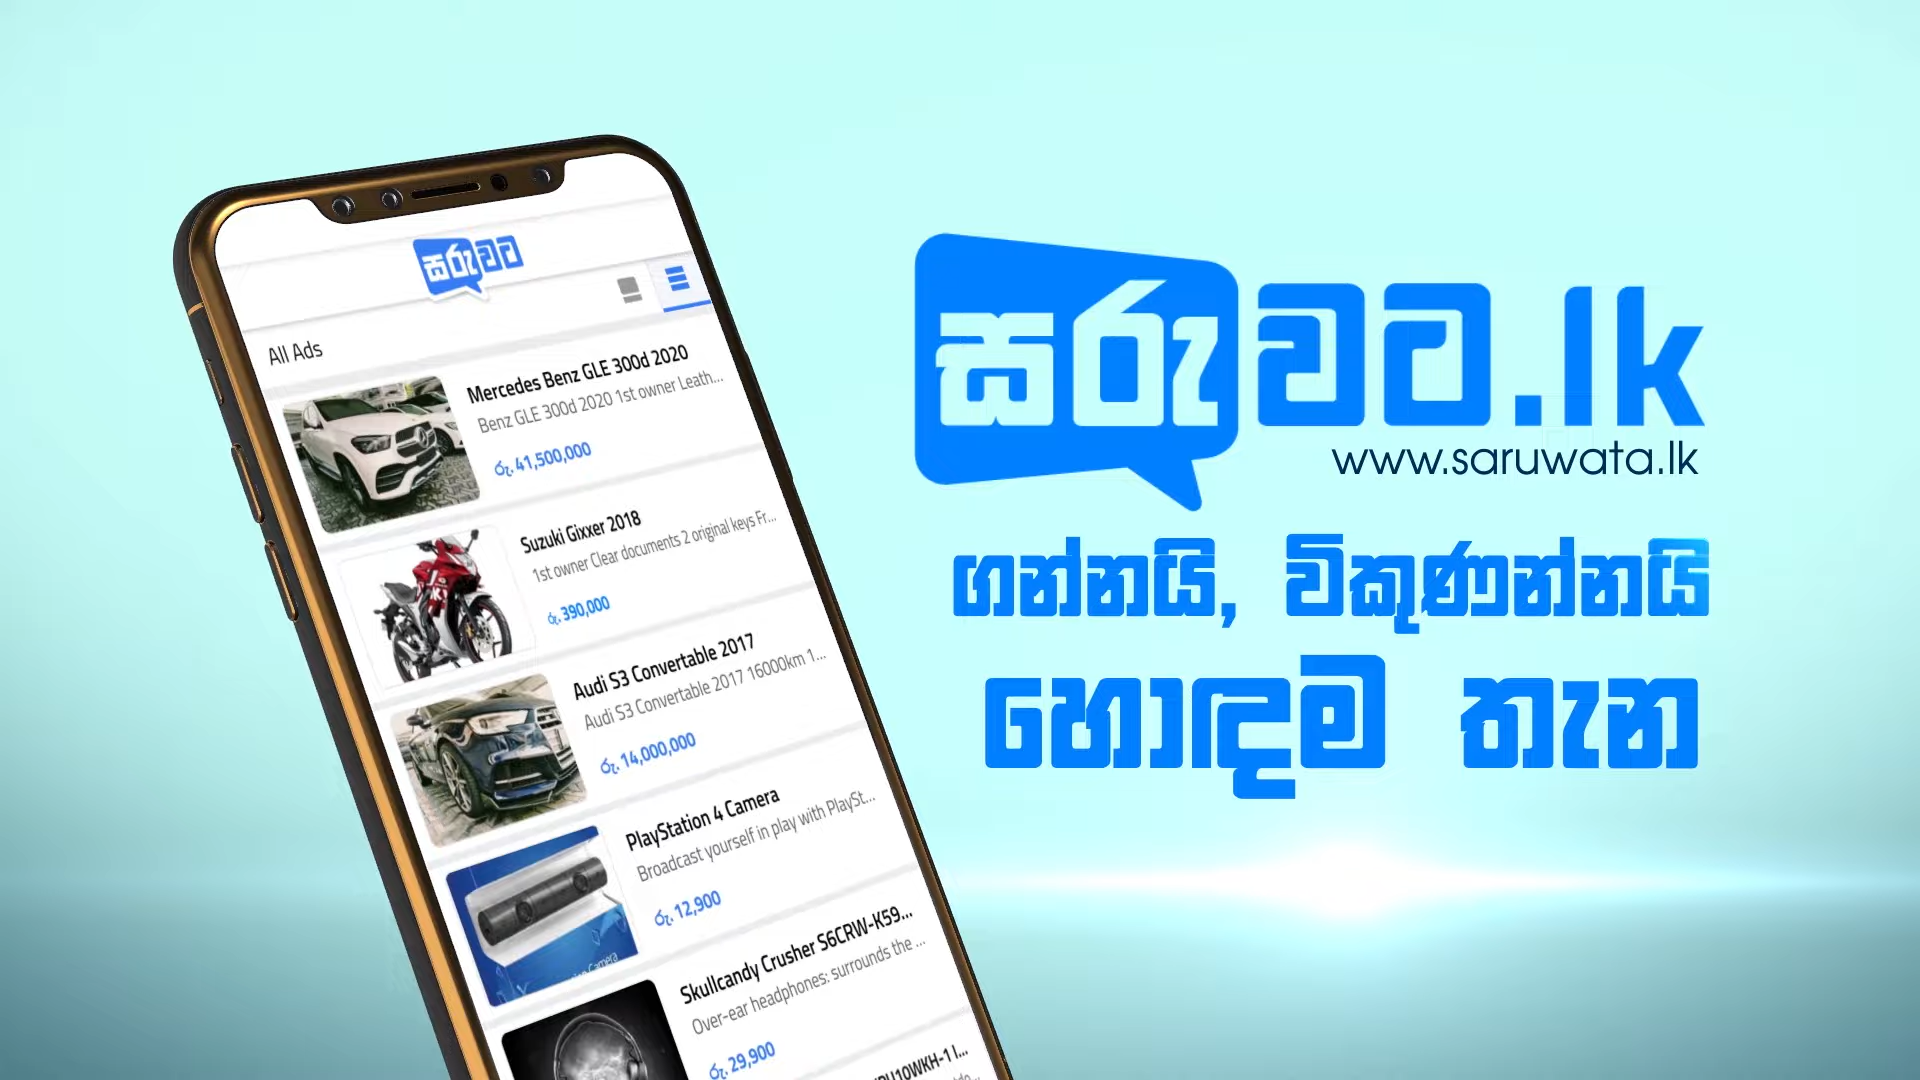 සරුවට
All Ads
Mercedes Benz GLE 300d 2020
Benz GLE 300d 2020 1st owner Leath...
රු. 41,500,000
Suzuki Gixxer 2018
1st owner Clear documents 2 original keys Fr...
රු. 390,000
Audi S3 Convertable 2017
Audi S3 Convertable 2017 16000km 1...
රු. 14,000,000
PlayStation 4 Camera
Broadcast yourself in play with PlaySt...
රු. 12,900
Skullcandy Crusher S6CRW-K59...
Over-ear headphones: surrounds the ...
රු. 29,900
සරුවට.lk
www.saruwata.lk
ගන්නයි, විකුණන්නයි
හොඳම තැන